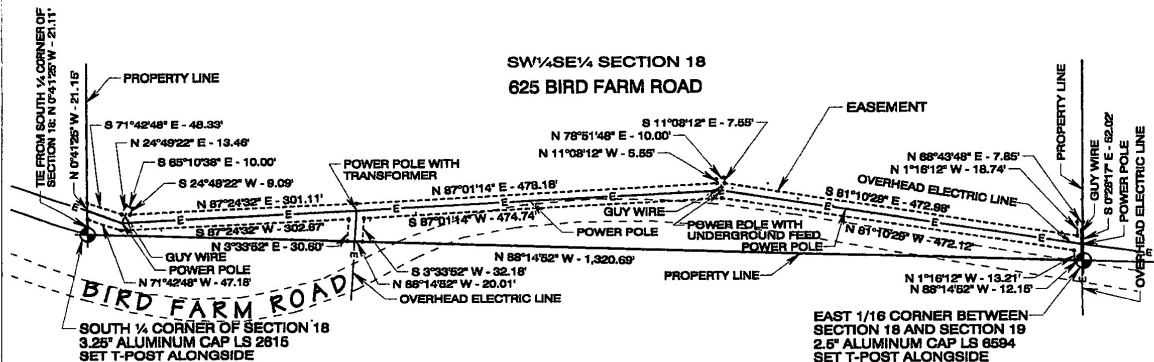 SW¼SE¼ SECTION 18
625 BIRD FARM ROAD
TIE FROM SOUTH ¼ CORNER OF
SECTION 18: N 0°41'25" W - 21.11'
N 0°41'25" W - 21.15'
PROPERTY LINE
S 71°42'48" E - 48.33'
N 24°49'22" E - 13.46'
S 65°10'38" E - 10.00'
S 24°49'22" W - 9.09'
N 87°24'32" E - 301.11'
S 87°24'32" W - 302.67'
N 3°33'52" E - 30.60'
GUY WIRE
POWER POLE
N 71°42'48" W - 47.15'
POWER POLE WITH
TRANSFORMER
N 87°01'14" E - 478.16'
S 87°01'14" W - 474.74'
S 3°33'52" W - 32.18'
N 88°14'52" W - 20.01'
OVERHEAD ELECTRIC LINE
N 88°14'52" W - 1,320.69'
PROPERTY LINE
POWER POLE
GUY WIRE
S 11°08'12" E - 7.55'
N 78°51'48" E - 10.00'
N 11°08'12" W - 5.55'
EASEMENT
POWER POLE WITH
UNDERGROUND FEED
POWER POLE
S 81°10'25" E - 472.98'
N 81°10'25" W - 472.12'
OVERHEAD ELECTRIC LINE
N 68°43'48" E - 7.85'
N 1°16'12" W - 18.74'
PROPERTY LINE
GUY WIRE
S 0°28'17" E - 52.02'
POWER POLE
OVERHEAD ELECTRIC LINE
N 1°16'12" W - 13.21'
N 88°14'52" W - 12.15'
BIRD FARM ROAD
SOUTH ¼ CORNER OF SECTION 18
3.25" ALUMINUM CAP LS 2615
SET T-POST ALONGSIDE
EAST 1/16 CORNER BETWEEN
SECTION 18 AND SECTION 19
2.5" ALUMINUM CAP LS 6594
SET T-POST ALONGSIDE